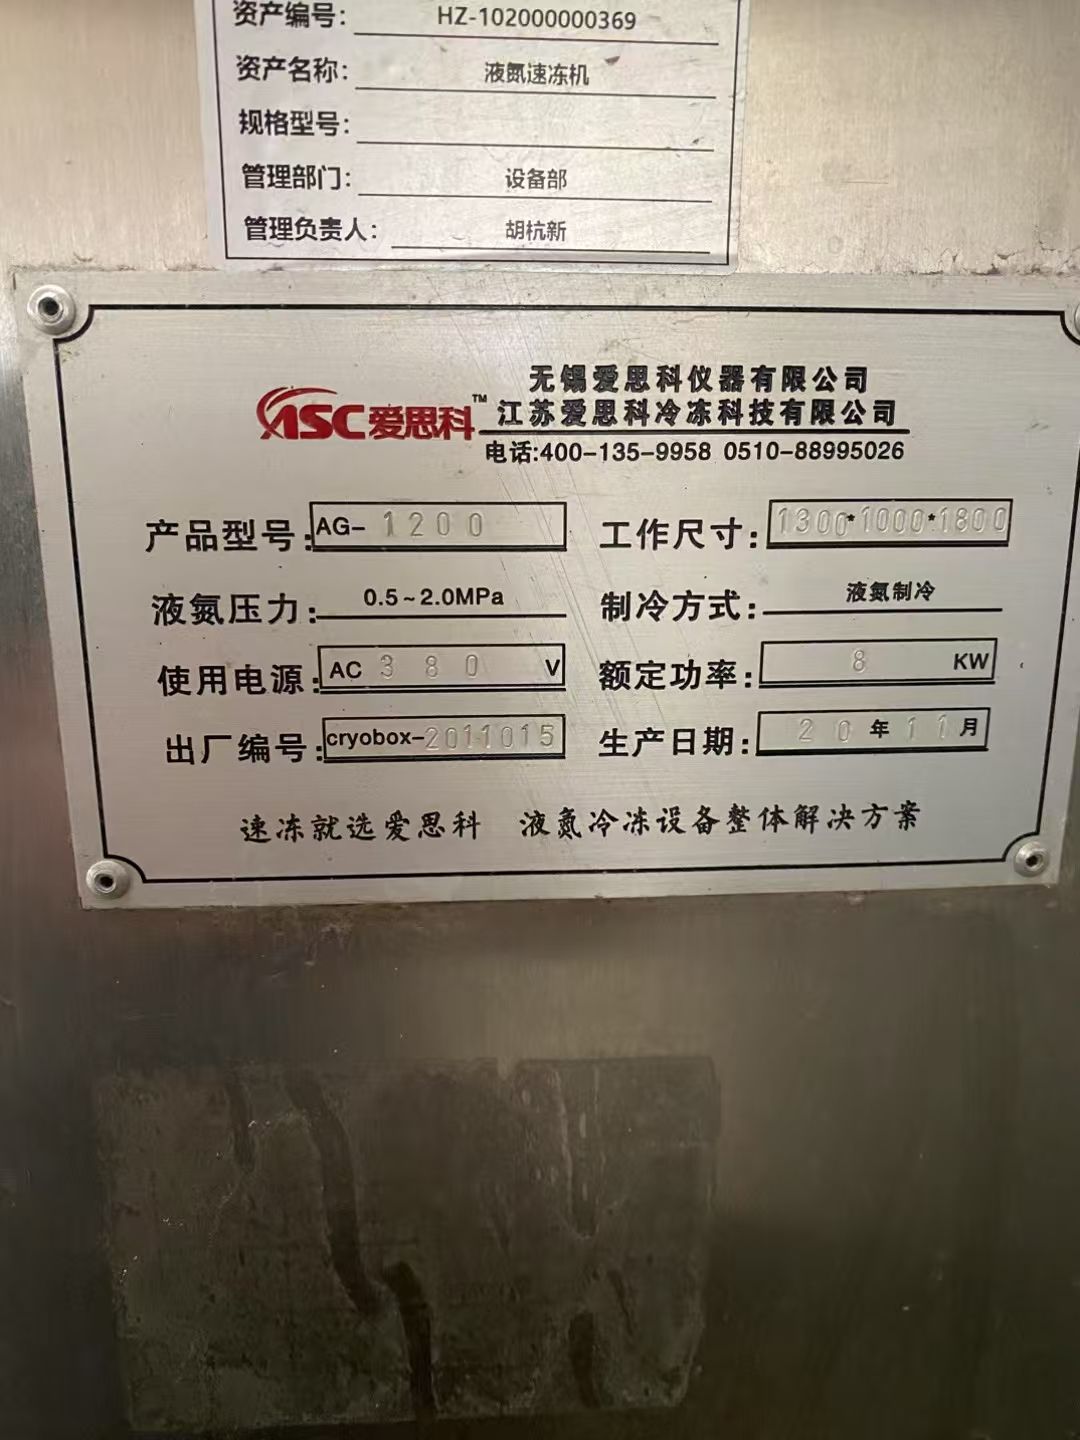 资产编号: HZ-102000000369
资产名称: 液氮速冻机
规格型号:
管理部门: 设备部
管理负责人: 胡杭新
ASC爱思科™
无锡爱思科仪器有限公司
江苏爱思科冷冻科技有限公司
电话:400-135-9958 0510-88995026
产品型号: AG- 1200 工作尺寸: 1300*1000*1800
液氮压力: 0.5~2.0MPa 制冷方式: 液氮制冷
使用电源: AC 380 V 额定功率: 8 KW
出厂编号: cryobox-2011015 生产日期: 20年11月
速冻就选爱思科 液氮冷冻设备整体解决方案